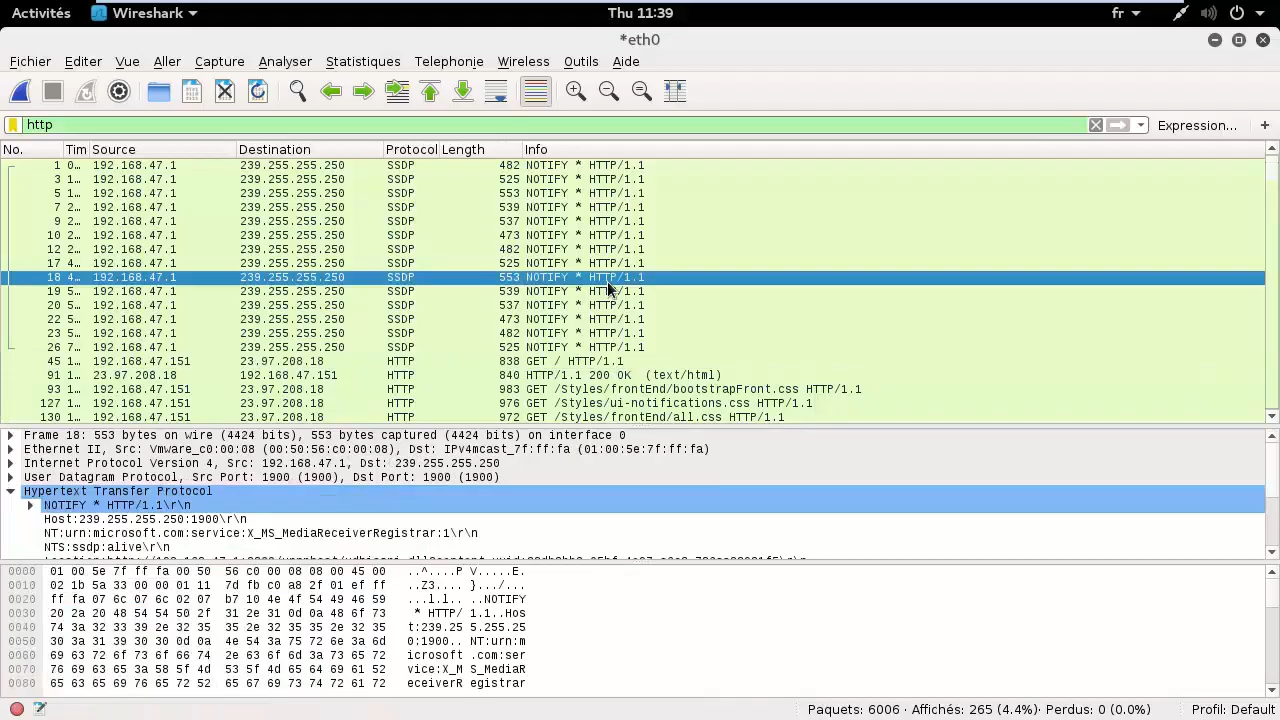 Activités Wireshark Thu 11:39 fr
*eth0
Fichier Editer Vue Aller Capture Analyser Statistiques Telephonie Wireless Outils Aide
http Expression... +
No. Tim Source Destination Protocol Length Info
1 0… 192.168.47.1 239.255.255.250 SSDP 482 NOTIFY * HTTP/1.1
3 2… 192.168.47.1 239.255.255.250 SSDP 525 NOTIFY * HTTP/1.1
5 2… 192.168.47.1 239.255.255.250 SSDP 553 NOTIFY * HTTP/1.1
7 2… 192.168.47.1 239.255.255.250 SSDP 539 NOTIFY * HTTP/1.1
9 2… 192.168.47.1 239.255.255.250 SSDP 537 NOTIFY * HTTP/1.1
10 2… 192.168.47.1 239.255.255.250 SSDP 473 NOTIFY * HTTP/1.1
12 2… 192.168.47.1 239.255.255.250 SSDP 482 NOTIFY * HTTP/1.1
17 4… 192.168.47.1 239.255.255.250 SSDP 525 NOTIFY * HTTP/1.1
18 4… 192.168.47.1 239.255.255.250 SSDP 553 NOTIFY * HTTP/1.1
19 5… 192.168.47.1 239.255.255.250 SSDP 539 NOTIFY * HTTP/1.1
20 5… 192.168.47.1 239.255.255.250 SSDP 537 NOTIFY * HTTP/1.1
22 5… 192.168.47.1 239.255.255.250 SSDP 473 NOTIFY * HTTP/1.1
23 5… 192.168.47.1 239.255.255.250 SSDP 482 NOTIFY * HTTP/1.1
26 7… 192.168.47.1 239.255.255.250 SSDP 525 NOTIFY * HTTP/1.1
45 1… 192.168.47.151 23.97.208.18 HTTP 838 GET / HTTP/1.1
91 1… 23.97.208.18 192.168.47.151 HTTP 840 HTTP/1.1 200 OK (text/html)
93 1… 192.168.47.151 23.97.208.18 HTTP 983 GET /Styles/frontEnd/bootstrapFront.css HTTP/1.1
127 1… 192.168.47.151 23.97.208.18 HTTP 976 GET /Styles/ui-notifications.css HTTP/1.1
130 1… 192.168.47.151 23.97.208.18 HTTP 972 GET /Styles/frontEnd/all.css HTTP/1.1
Frame 18: 553 bytes on wire (4424 bits), 553 bytes captured (4424 bits) on interface 0
Ethernet II, Src: Vmware_c0:00:08 (00:50:56:c0:00:08), Dst: IPv4mcast_7f:ff:fa (01:00:5e:7f:ff:fa)
Internet Protocol Version 4, Src: 192.168.47.1, Dst: 239.255.255.250
User Datagram Protocol, Src Port: 1900 (1900), Dst Port: 1900 (1900)
Hypertext Transfer Protocol
NOTIFY * HTTP/1.1\r\n
Host:239.255.255.250:1900\r\n
NT:urn:microsoft.com:service:X_MS_MediaReceiverRegistrar:1\r\n
NTS:ssdp:alive\r\n
0000 01 00 5e 7f ff fa 00 50 56 c0 00 08 08 00 45 00 ..^....P V.....E.
0010 02 1b 5a 33 00 00 01 11 7d fb c0 a8 2f 01 ef ff ..Z3.... }.../...
0020 ff fa 07 6c 07 6c 02 07 b7 10 4e 4f 54 49 46 59 ...l.l.. ..NOTIFY
0030 20 2a 20 48 54 54 50 2f 31 2e 31 0d 0a 48 6f 73 * HTTP/ 1.1..Hos
0040 74 3a 32 33 39 2e 32 35 35 2e 32 35 35 2e 32 35 t:239.25 5.255.25
0050 30 3a 31 39 30 30 0d 0a 4e 54 3a 75 72 6e 3a 6d 0:1900.. NT:urn:m
0060 69 63 72 6f 73 6f 66 74 2e 63 6f 6d 3a 73 65 72 icrosoft .com:ser
0070 76 69 63 65 3a 58 5f 4d 53 5f 4d 65 64 69 61 52 vice:X_M S_MediaR
0080 65 63 65 69 76 65 72 52 65 67 69 73 74 72 61 72 eceiverR egistrar
Paquets: 6006 · Affichés: 265 (4.4%) · Perdus: 0 (0.0%) Profil: Default